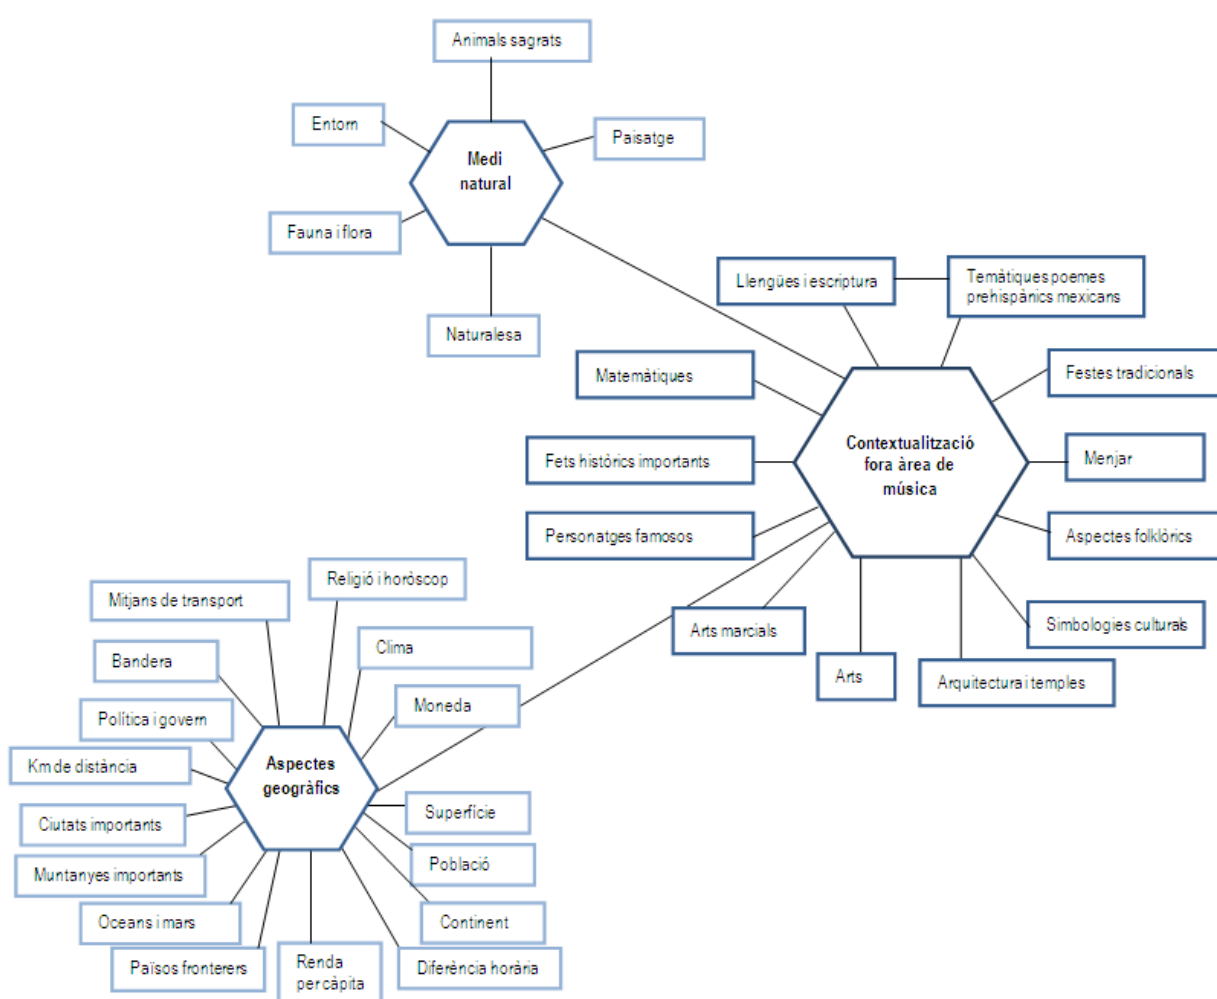 Animals sagrats
Entorn
Paisatge
Medi
natural
Fauna i flora
Naturalesa
Llengües i escriptura
Temàtiques poemes
prehispànics mexicans
Matemàtiques
Festes tradicionals
Contextualització
fora àrea de
música
Fets històrics importants
Menjar
Personatges famosos
Aspectes folklòrics
Arts marcials
Simbologies culturals
Arts
Arquitectura i temples
Religió i horòscop
Mitjans de transport
Clima
Bandera
Moneda
Política i govern
Km de distància
Aspectes
geogràfics
Superfície
Ciutats importants
Població
Muntanyes importants
Continent
Oceans i mars
Països fronterers
Renda
per càpita
Diferència horària